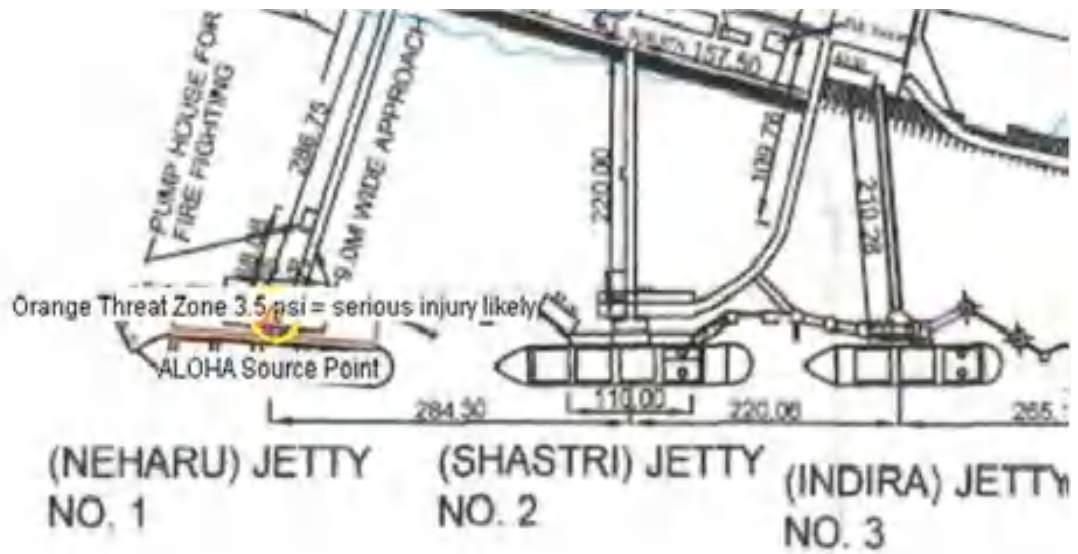 PUMP HOUSE FOR
FIRE FIGHTING
286.75
9.0M WIDE APPROACH
157.50
220.00
109.76
210.26
Orange Threat Zone 3.5 psi = serious injury likely
ALOHA Source Point
284.30
110.00
220.06
265.
(NEHARU) JETTY
NO. 1
(SHASTRI) JETTY
NO. 2
(INDIRA) JETTY
NO. 3